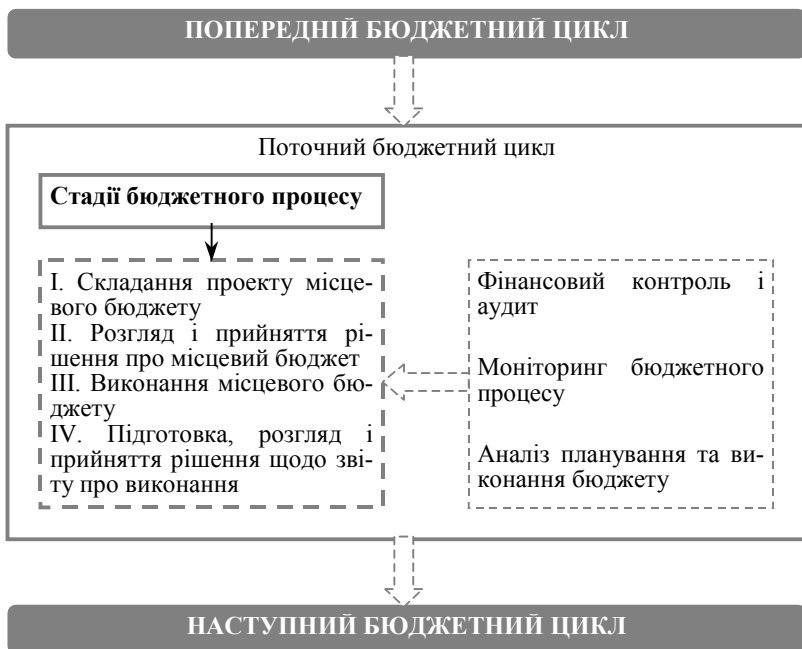 ПОПЕРЕДНІЙ БЮДЖЕТНИЙ ЦИКЛ
Поточний бюджетний цикл
Стадії бюджетного процесу
І. Складання проекту місце-
вого бюджету
ІІ. Розгляд і прийняття рі-
шення про місцевий бюджет
ІІІ. Виконання місцевого бю-
джету
IV. Підготовка, розгляд і
прийняття рішення щодо зві-
ту про виконання
Фінансовий контроль і
аудит
Моніторинг бюджетного
процесу
Аналіз планування та ви-
конання бюджету
НАСТУПНИЙ БЮДЖЕТНИЙ ЦИКЛ